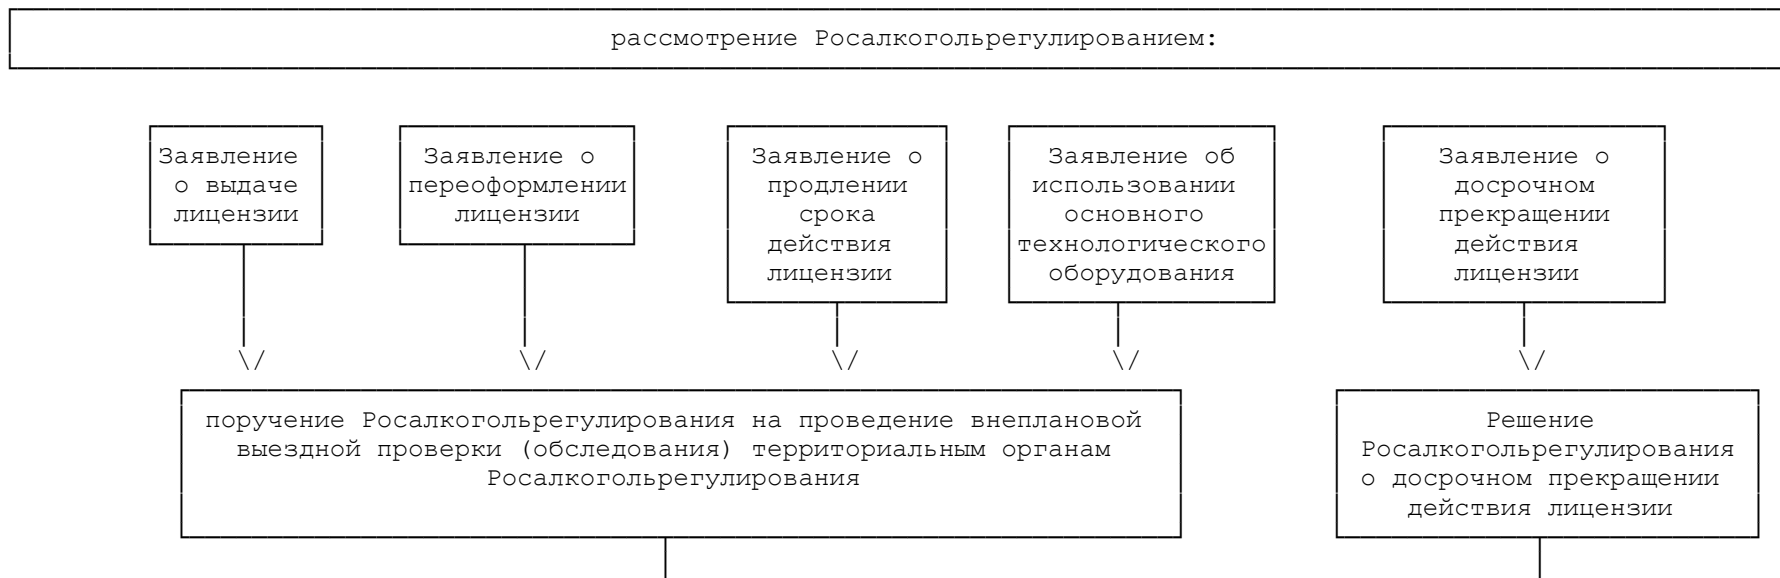 рассмотрение Росалкогольрегулированием:
Заявление
о выдаче
лицензии
Заявление о
переоформлении
лицензии
Заявление о
продлении
срока
действия
лицензии
Заявление об
использовании
основного
технологического
оборудования
Заявление о
досрочном
прекращении
действия
лицензии
поручение Росалкогольрегулирования на проведение внеплановой
выездной проверки (обследования) территориальным органам
Росалкогольрегулирования
Решение
Росалкогольрегулирования
о досрочном прекращении
действия лицензии